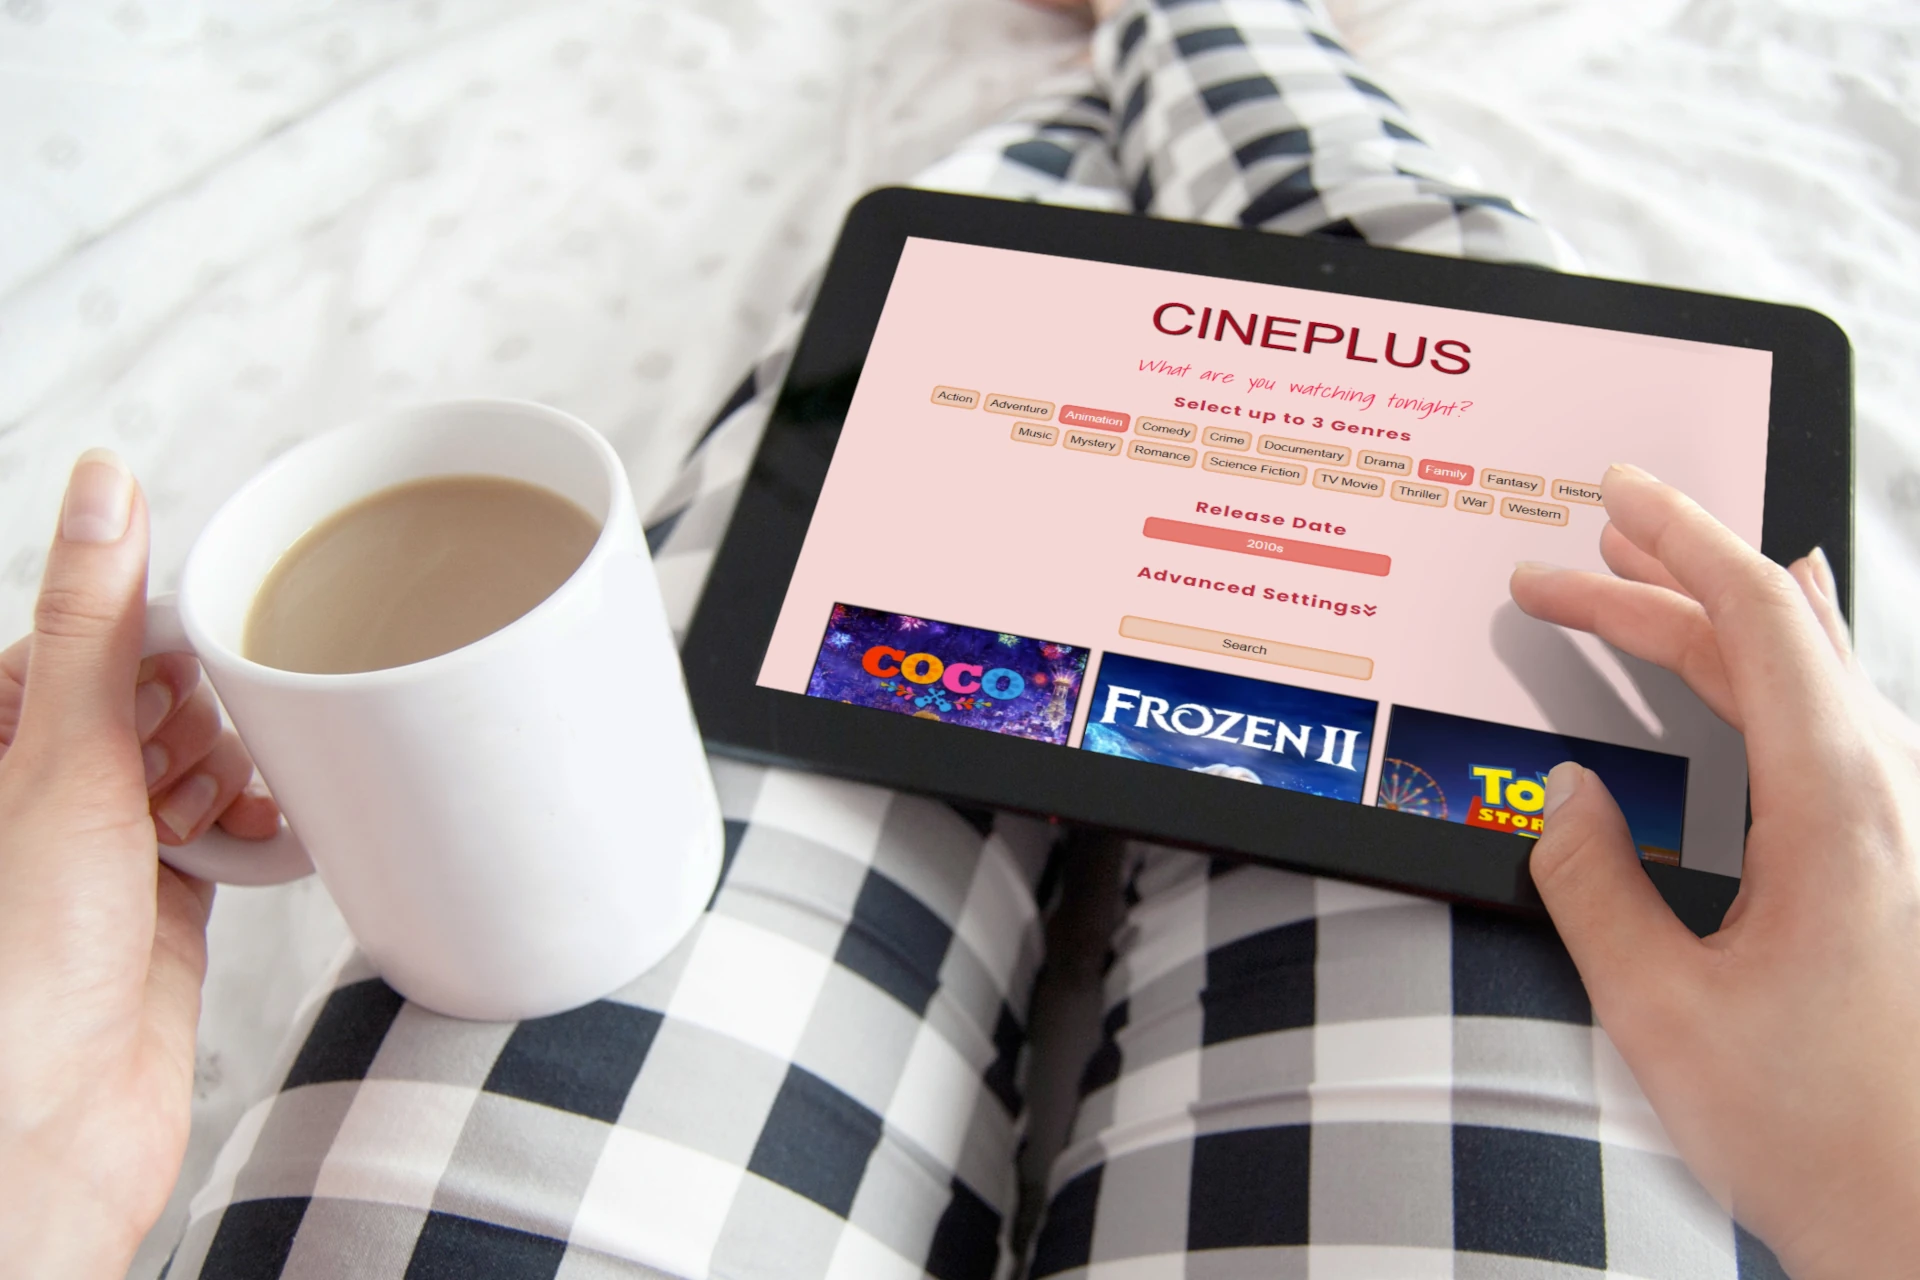 CINEPLUS
What are you watching tonight?
Select up to 3 Genres
Action Adventure Animation Comedy Crime Documentary Drama Family Fantasy History
Music Mystery Romance Science Fiction TV Movie Thriller War Western
Release Date
2010s
Advanced Settings
Search
COCO
FROZEN II
TO
STOR